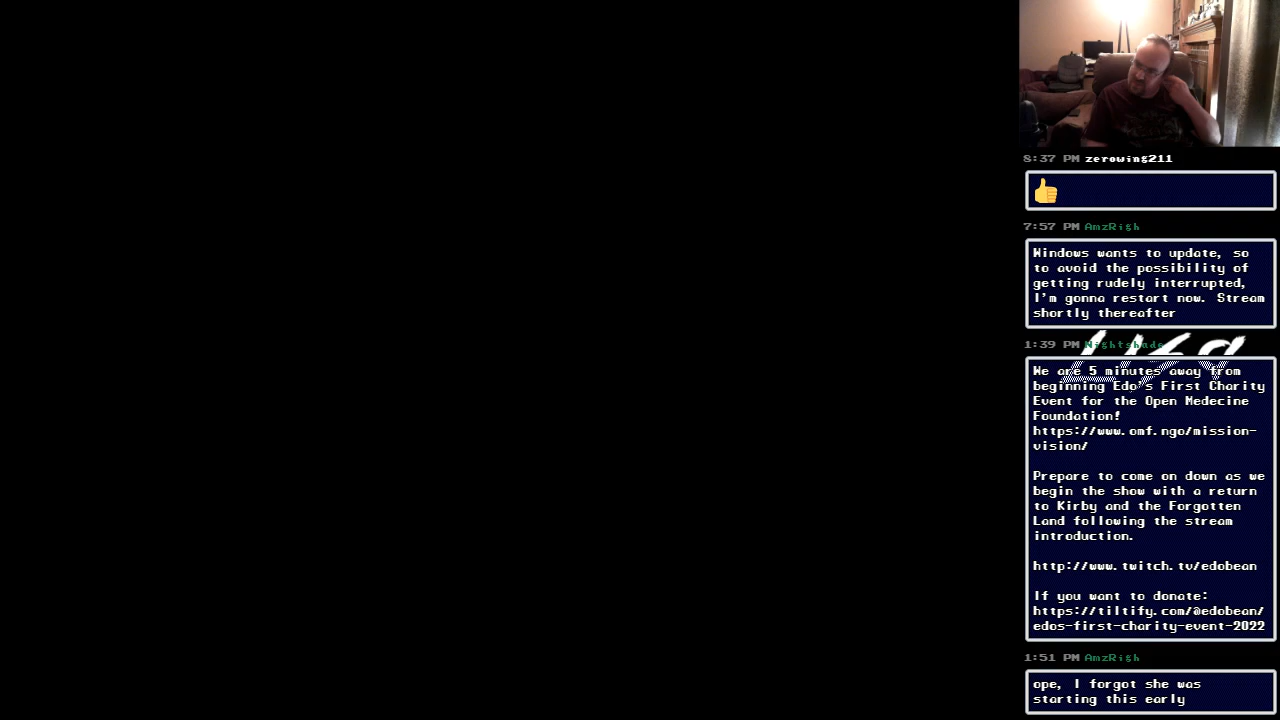 8:37 PM zerowing211
👍
7:57 PM AmzRigh
Windows wants to update, so
to avoid the possibility of
getting rudely interrupted,
I'm gonna restart now. Stream
shortly thereafter
1:39 PM Nightshade
We are 5 minutes away from
beginning Edo's First Charity
Event for the Open Medecine
Foundation!
https://www.omf.ngo/mission-
vision/
Prepare to come on down as we
begin the show with a return
to Kirby and the Forgotten
Land following the stream
introduction.
http://www.twitch.tv/edobean
If you want to donate:
https://tiltify.com/@edobean/
edos-first-charity-event-2022
1:51 PM AmzRigh
ope, I forgot she was
starting this early